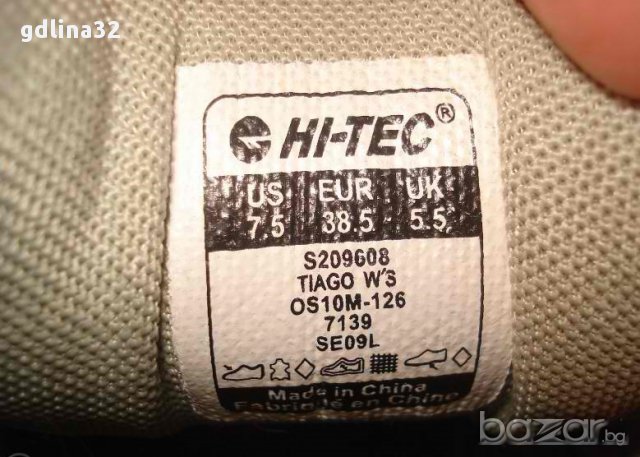 gdlina32
HI-TEC®
US EUR UK
7.5 38.5 5.5
S209608
TIAGO W'S
OS10M-126
7139
SE09L
Made in China
en Chine
bazar.bg